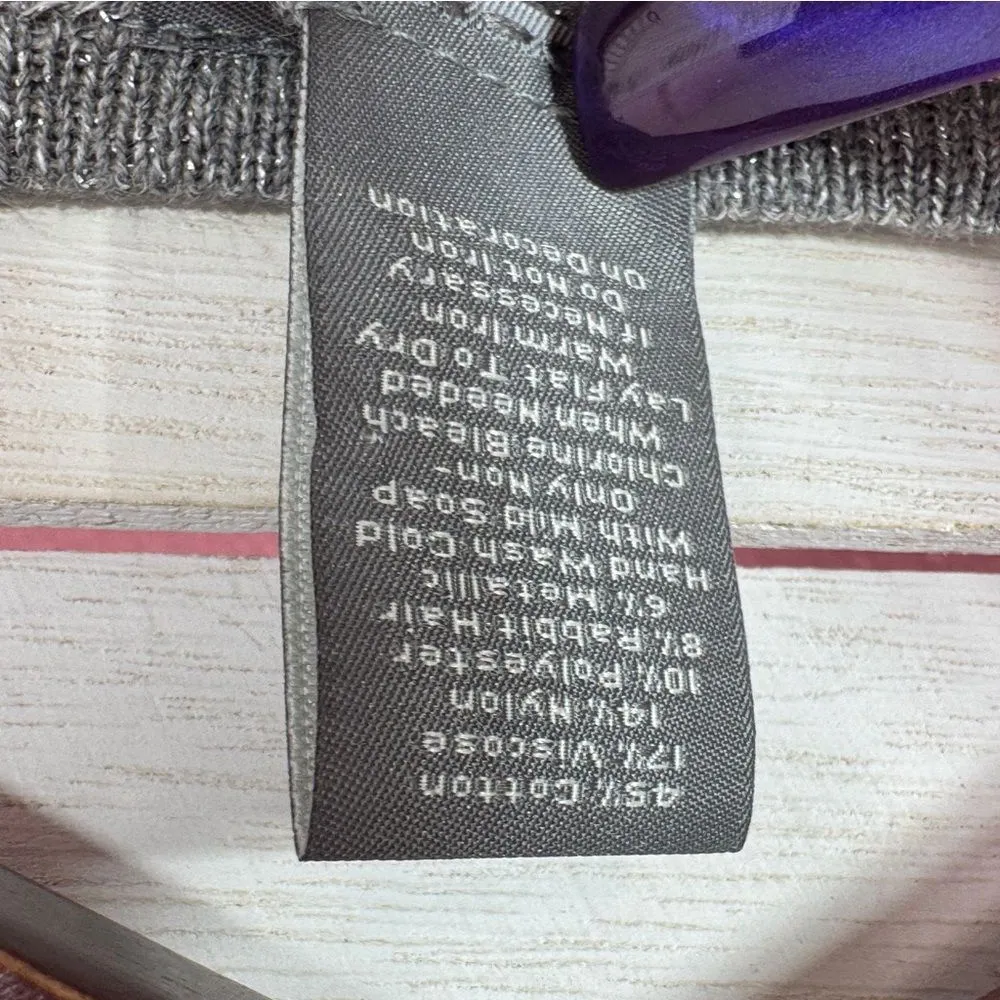 45% Cotton
17% Viscose
14% Nylon
10% Polyester
8% Rabbit Hair
6% Metallic
Hand Wash Cold
With Mild Soap
Only Non-
Chlorine Bleach
When Needed
Lay Flat To Dry
Warm Iron
If Necessary
Do Not Iron
On Decoration